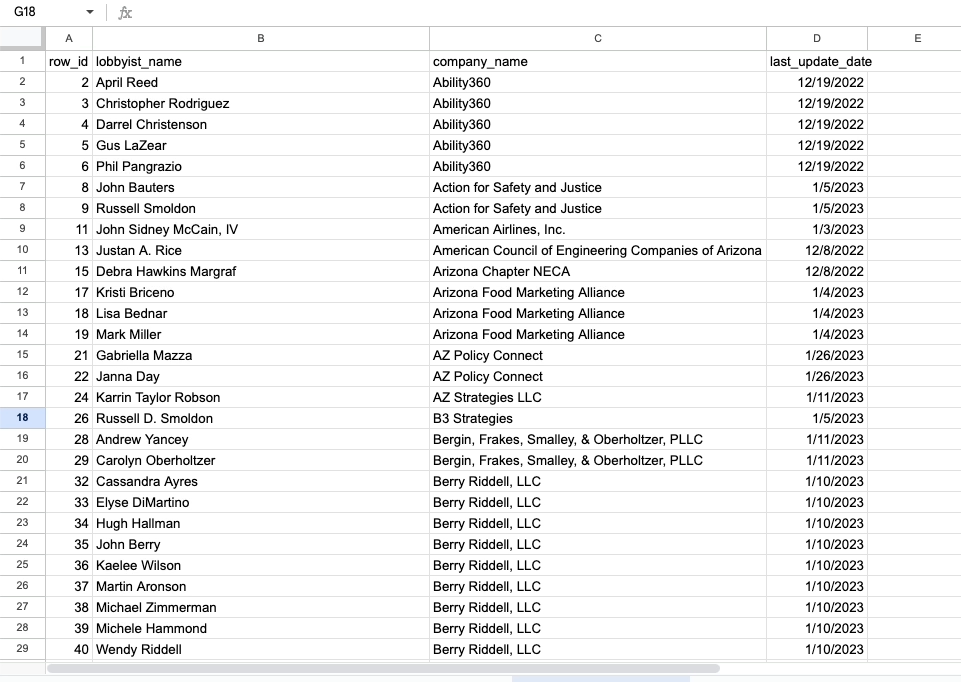 G18 fx
A B C D E
1 row_id lobbyist_name company_name last_update_date
2 2 April Reed Ability360 12/19/2022
3 3 Christopher Rodriguez Ability360 12/19/2022
4 4 Darrel Christenson Ability360 12/19/2022
5 5 Gus LaZear Ability360 12/19/2022
6 6 Phil Pangrazio Ability360 12/19/2022
7 8 John Bauters Action for Safety and Justice 1/5/2023
8 9 Russell Smoldon Action for Safety and Justice 1/5/2023
9 11 John Sidney McCain, IV American Airlines, Inc. 1/3/2023
10 13 Justan A. Rice American Council of Engineering Companies of Arizona 12/8/2022
11 15 Debra Hawkins Margraf Arizona Chapter NECA 12/8/2022
12 17 Kristi Briceno Arizona Food Marketing Alliance 1/4/2023
13 18 Lisa Bednar Arizona Food Marketing Alliance 1/4/2023
14 19 Mark Miller Arizona Food Marketing Alliance 1/4/2023
15 21 Gabriella Mazza AZ Policy Connect 1/26/2023
16 22 Janna Day AZ Policy Connect 1/26/2023
17 24 Karrin Taylor Robson AZ Strategies LLC 1/11/2023
18 26 Russell D. Smoldon B3 Strategies 1/5/2023
19 28 Andrew Yancey Bergin, Frakes, Smalley, & Oberholtzer, PLLC 1/11/2023
20 29 Carolyn Oberholtzer Bergin, Frakes, Smalley, & Oberholtzer, PLLC 1/11/2023
21 32 Cassandra Ayres Berry Riddell, LLC 1/10/2023
22 33 Elyse DiMartino Berry Riddell, LLC 1/10/2023
23 34 Hugh Hallman Berry Riddell, LLC 1/10/2023
24 35 John Berry Berry Riddell, LLC 1/10/2023
25 36 Kaelee Wilson Berry Riddell, LLC 1/10/2023
26 37 Martin Aronson Berry Riddell, LLC 1/10/2023
27 38 Michael Zimmerman Berry Riddell, LLC 1/10/2023
28 39 Michele Hammond Berry Riddell, LLC 1/10/2023
29 40 Wendy Riddell Berry Riddell, LLC 1/10/2023